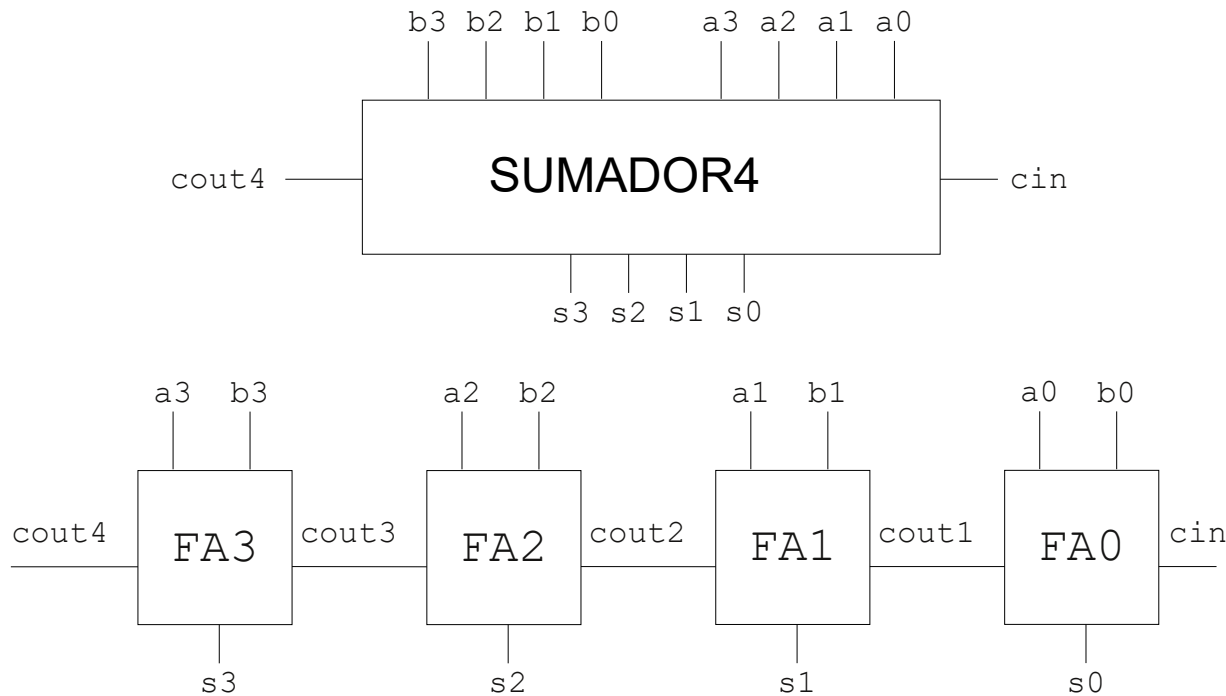 b3 b2 b1 b0 a3 a2 a1 a0
cout4 SUMADOR4 cin
s3 s2 s1 s0
a3 b3 a2 b2 a1 b1 a0 b0
cout4 FA3 cout3 FA2 cout2 FA1 cout1 FA0 cin
s3 s2 s1 s0